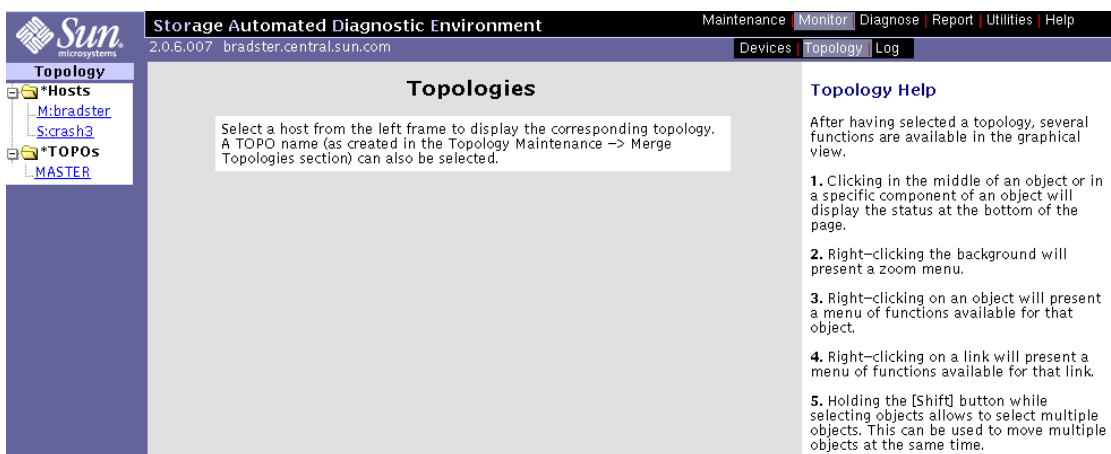 Sun.
microsystems
Storage Automated Diagnostic Environment
Maintenance | Monitor | Diagnose | Report | Utilities | Help
2.0.6.007 bradster.central.sun.com
Devices | Topology | Log
Topology
*Hosts
M:bradster
S:crash3
*TOPOs
MASTER
Topologies
Select a host from the left frame to display the corresponding topology.
A TOPO name (as created in the Topology Maintenance -> Merge
Topologies section) can also be selected.
Topology Help
After having selected a topology, several
functions are available in the graphical
view.
1. Clicking in the middle of an object or in
a specific component of an object will
display the status at the bottom of the
page.
2. Right-clicking the background will
present a zoom menu.
3. Right-clicking on an object will present
a menu of functions available for that
object.
4. Right-clicking on a link will present a
menu of functions available for that link.
5. Holding the [Shift] button while
selecting objects allows to select multiple
objects. This can be used to move multiple
objects at the same time.